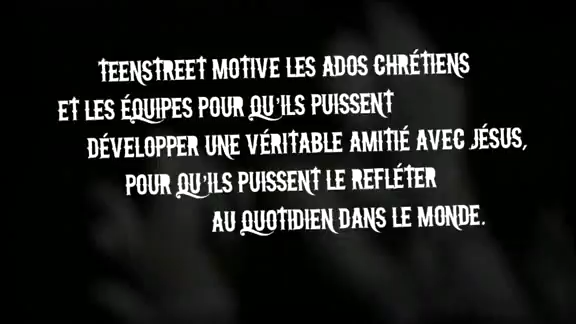 TEENSTREET MOTIVE LES ADOS CHRÉTIENS
ET LES ÉQUIPES POUR QU'ILS PUISSENT
DÉVELOPPER UNE VÉRITABLE AMITIÉ AVEC JÉSUS,
POUR QU'ILS PUISSENT LE REFLÉTER
AU QUOTIDIEN DANS LE MONDE.